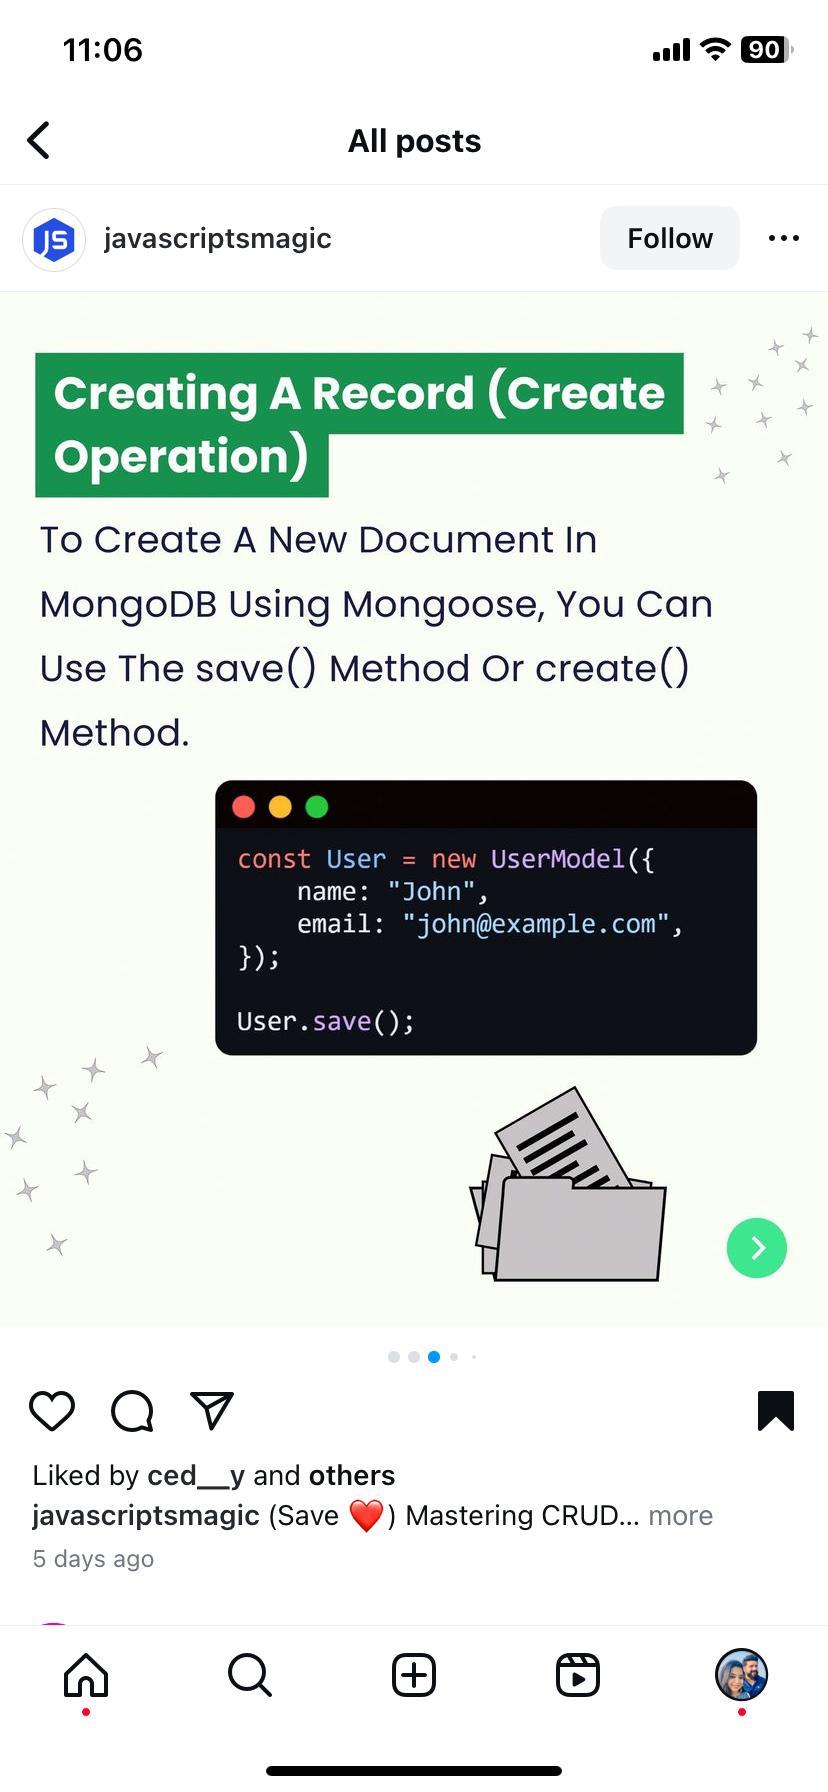 11:06
90
All posts
JS
javascriptsmagic
Follow
Creating A Record (Create
Operation)
To Create A New Document In
MongoDB Using Mongoose, You Can
Use The save() Method Or create()
Method.
const User = new UserModel({
    name: "John",
    email: "john@example.com",
});
User.save();
Liked by ced__y and others
javascriptsmagic (Save ❤️) Mastering CRUD... more
5 days ago